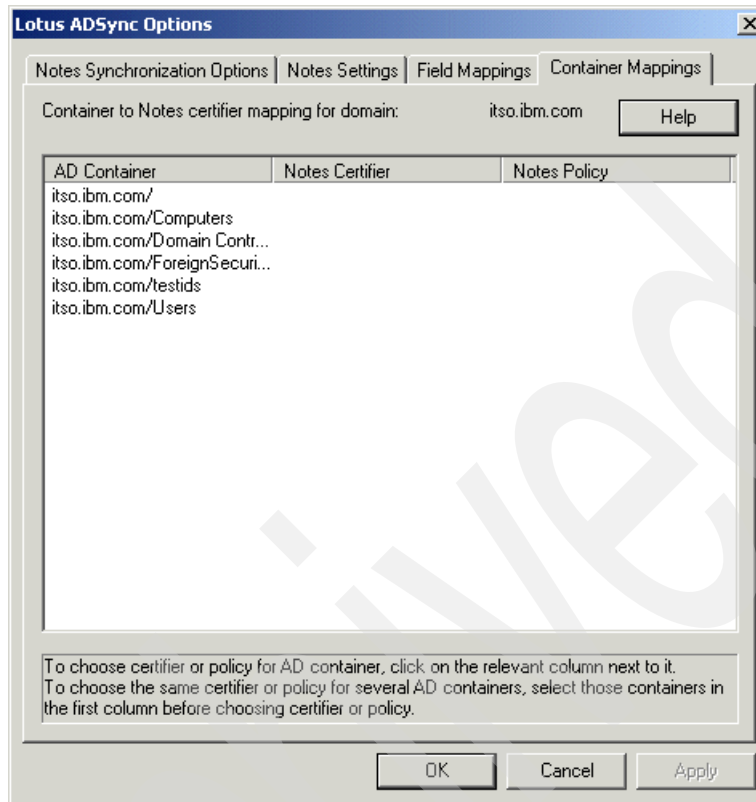 Lotus ADSync Options
Notes Synchronization Options Notes Settings Field Mappings Container Mappings
Container to Notes certifier mapping for domain: itso.ibm.com Help
AD Container Notes Certifier Notes Policy
itso.ibm.com/
itso.ibm.com/Computers
itso.ibm.com/Domain Contr...
itso.ibm.com/ForeignSecuri...
itso.ibm.com/testids
itso.ibm.com/Users
To choose certifier or policy for AD container, click on the relevant column next to it.
To choose the same certifier or policy for several AD containers, select those containers in
the first column before choosing certifier or policy.
OK Cancel Apply